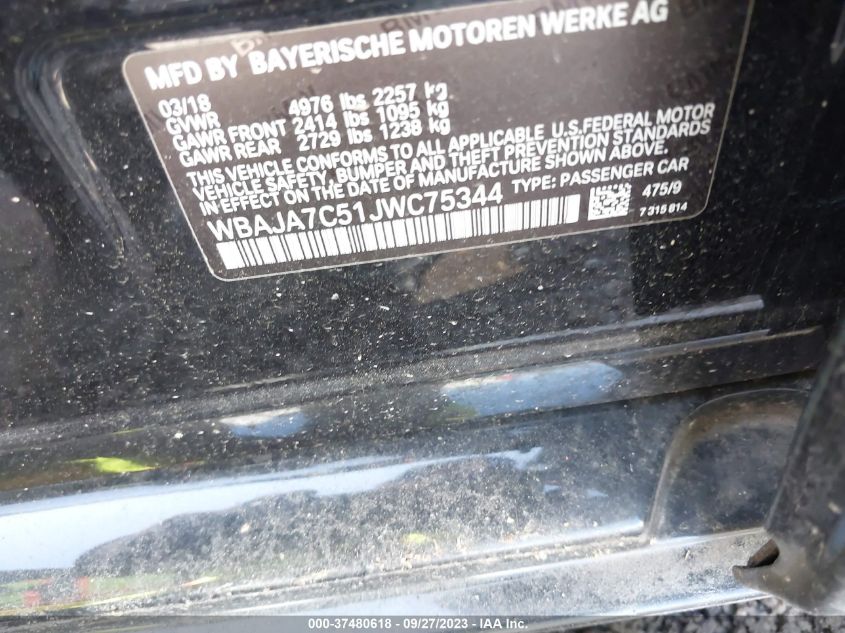 MFD BY BAYERISCHE MOTOREN WERKE AG
03/18
GVWR 4976 lbs 2257 kg
GAWR FRONT 2414 lbs 1095 kg
GAWR REAR 2729 lbs 1238 kg
THIS VEHICLE CONFORMS TO ALL APPLICABLE U.S.FEDERAL MOTOR
VEHICLE SAFETY, BUMPER AND THEFT PREVENTION STANDARDS
IN EFFECT ON THE DATE OF MANUFACTURE SHOWN ABOVE.
WBAJA7C51JWC75344 TYPE: PASSENGER CAR
475/9
7 315 814
000-37480618 - 09/27/2023 - IAA Inc.